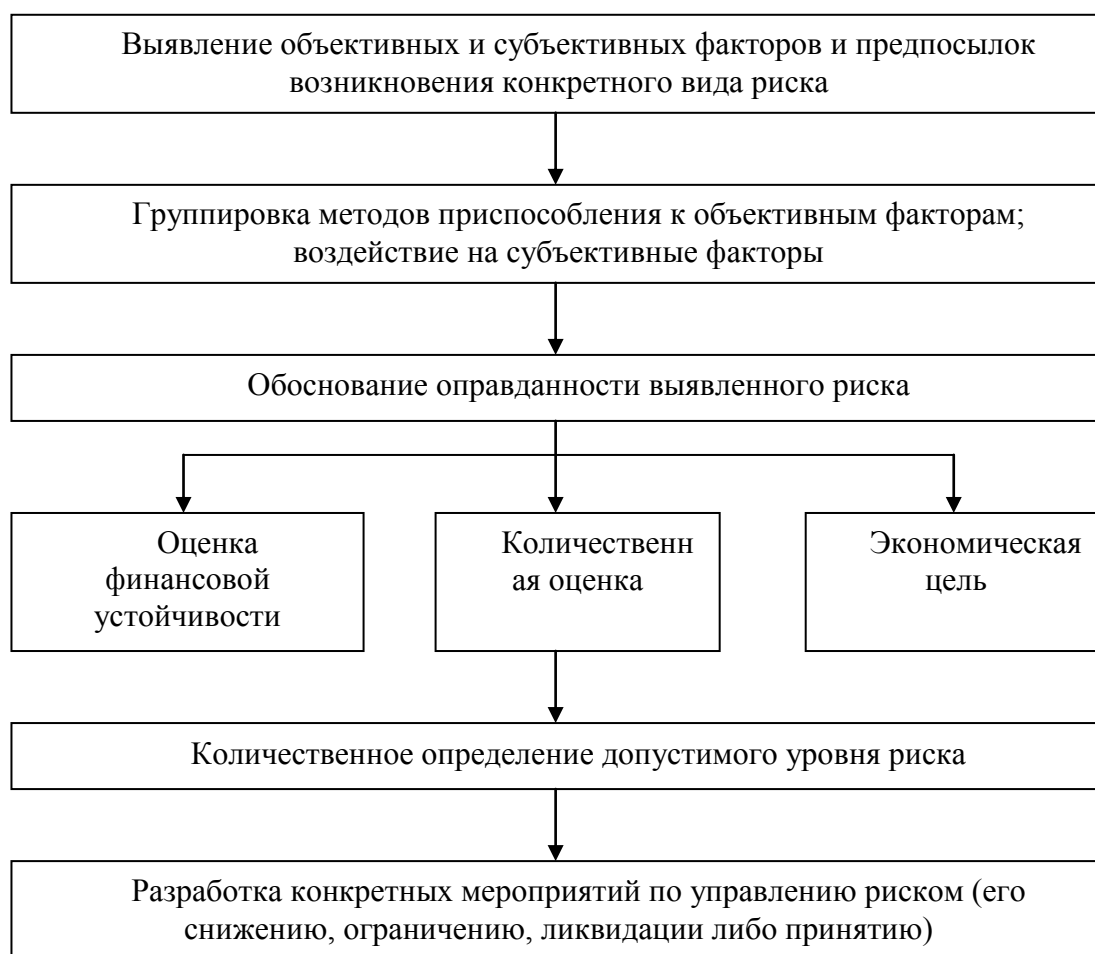 Выявление объективных и субъективных факторов и предпосылок
возникновения конкретного вида риска
Группировка методов приспособления к объективным факторам;
воздействие на субъективные факторы
Обоснование оправданности выявленного риска
Оценка
финансовой
устойчивости
Количественн
ая оценка
Экономическая
цель
Количественное определение допустимого уровня риска
Разработка конкретных мероприятий по управлению риском (его
снижению, ограничению, ликвидации либо принятию)